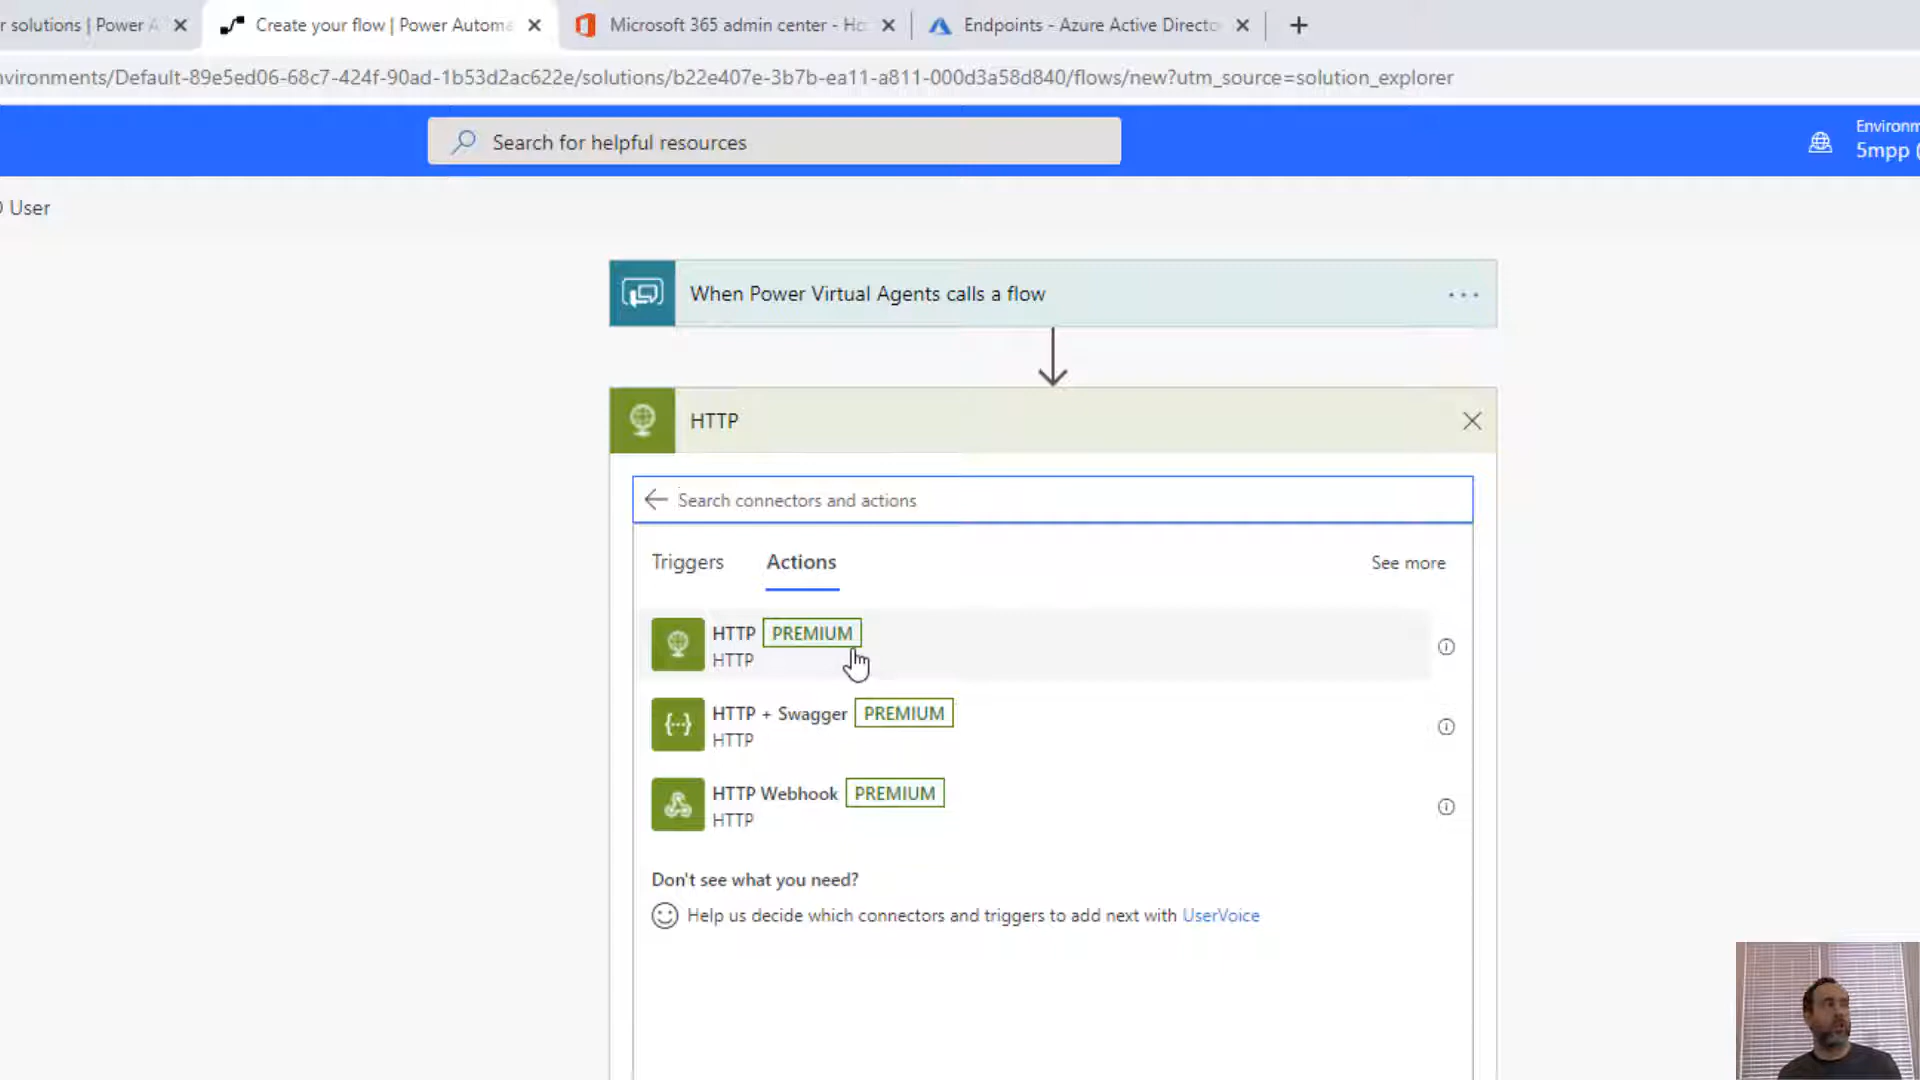 r solutions | Power A
Create your flow | Power Automa
Microsoft 365 admin center - Ho
Endpoints - Azure Active Directo
nvironments/Default-89e5ed06-68c7-424f-90ad-1b53d2ac622e/solutions/b22e407e-3b7b-ea11-a811-000d3a58d840/flows/new?utm_source=solution_explorer
Search for helpful resources
Environm
5mpp (
User
When Power Virtual Agents calls a flow
HTTP
Search connectors and actions
Triggers
Actions
See more
HTTP PREMIUM
HTTP
HTTP + Swagger PREMIUM
HTTP
HTTP Webhook PREMIUM
HTTP
Don't see what you need?
Help us decide which connectors and triggers to add next with UserVoice